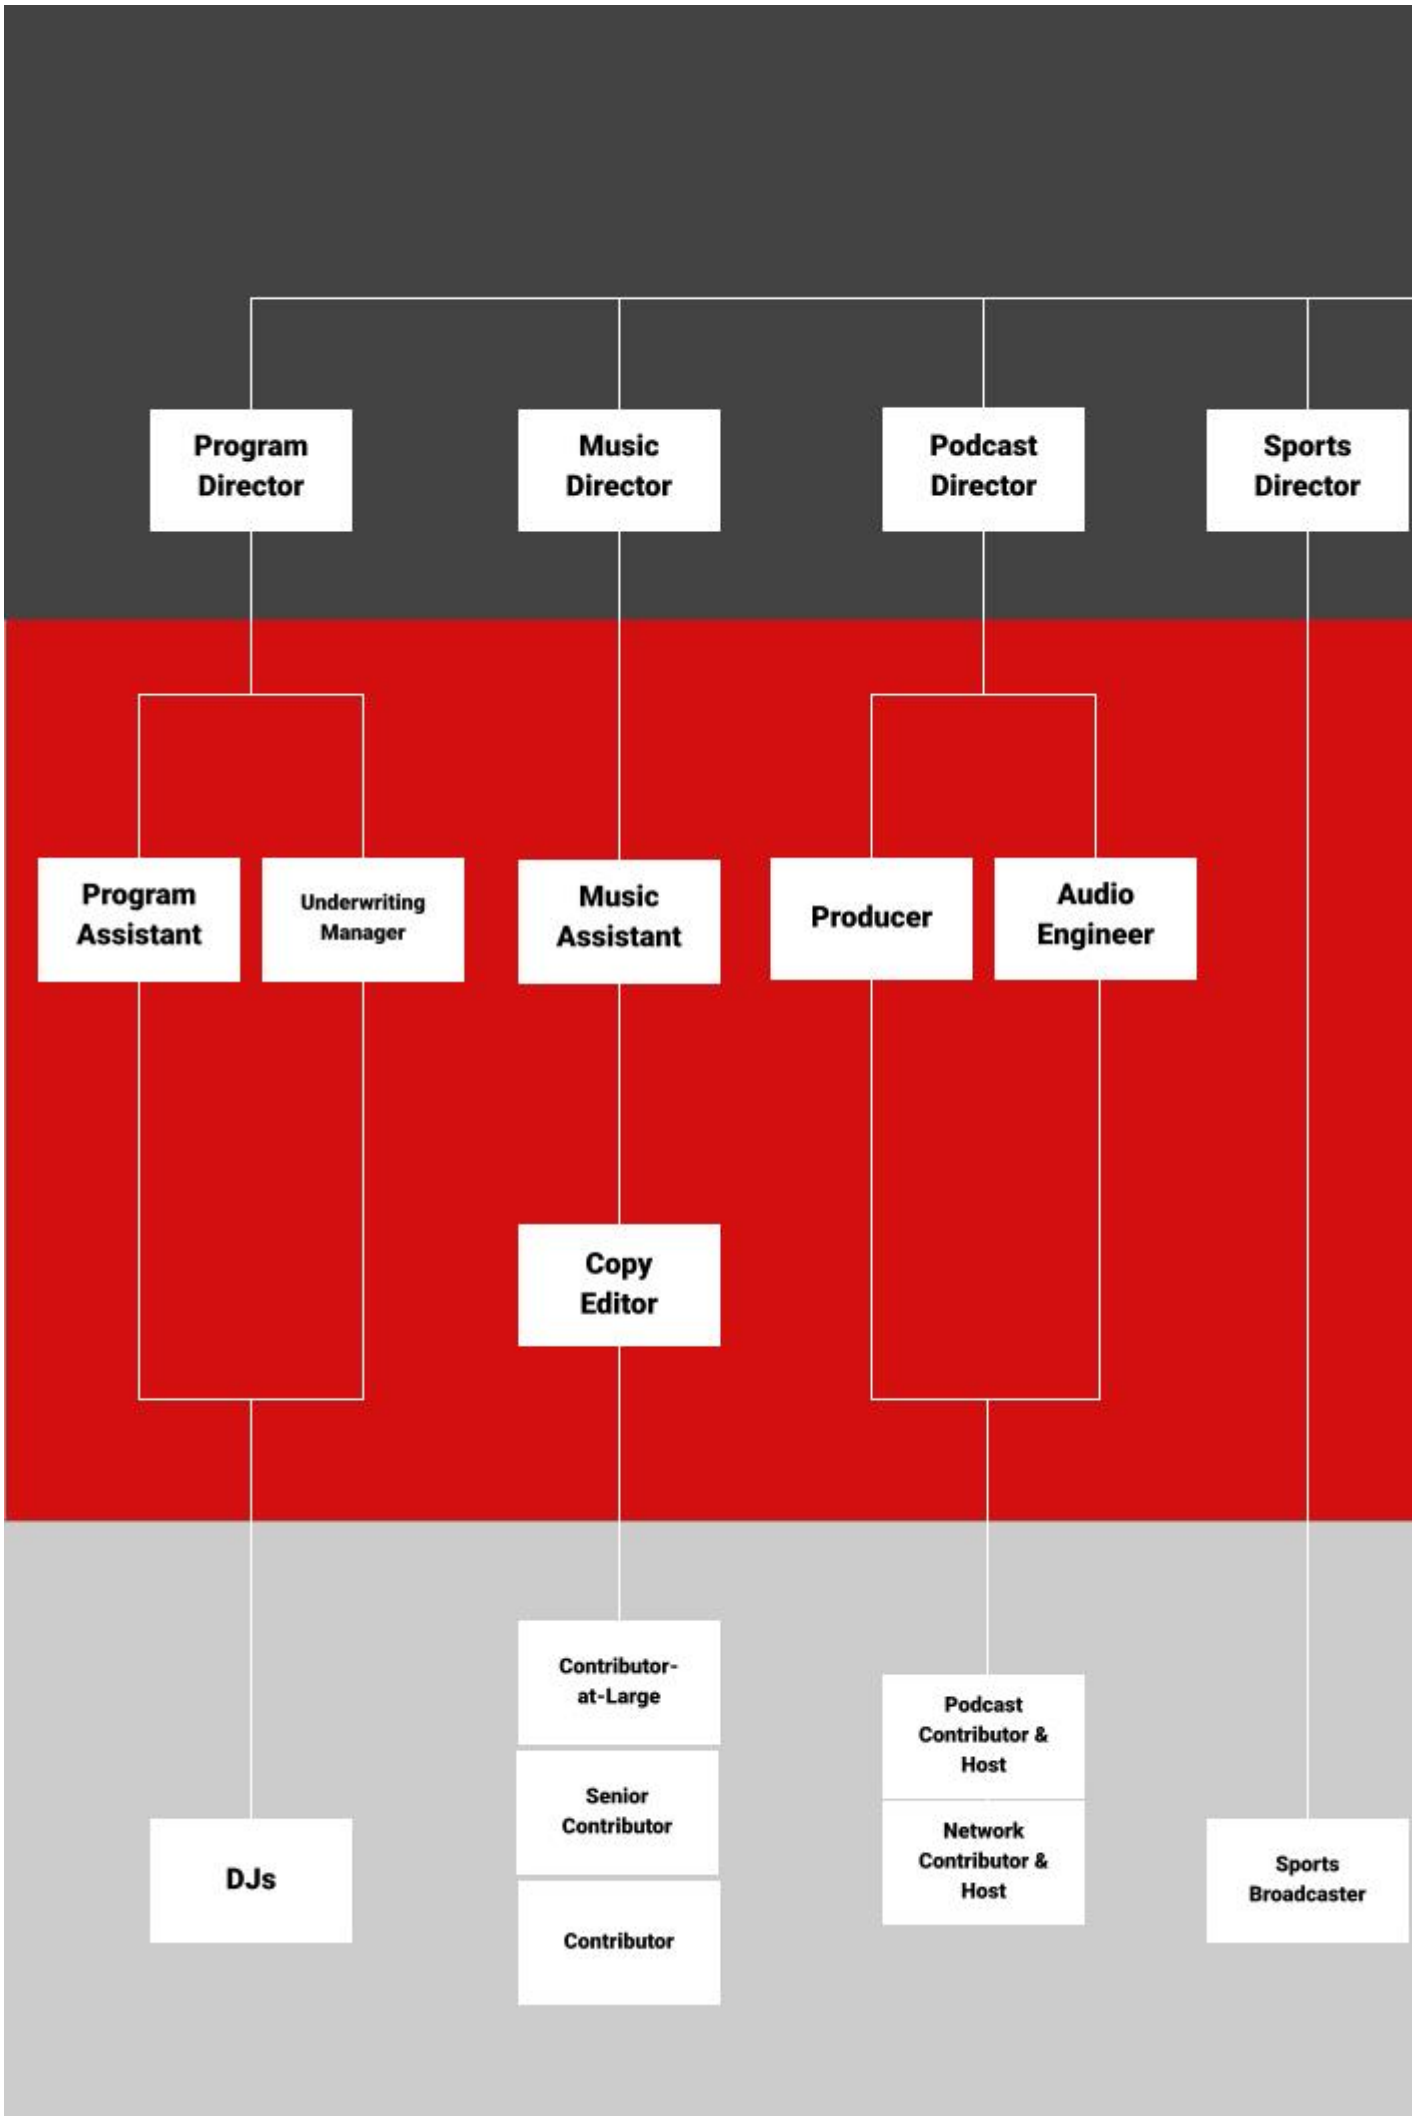 Program
Director
Music
Director
Podcast
Director
Sports
Director
Program
Assistant
Underwriting
Manager
Music
Assistant
Producer
Audio
Engineer
Copy
Editor
Contributor-
at-Large
Senior
Contributor
Contributor
Podcast
Contributor &
Host
Network
Contributor &
Host
DJs
Sports
Broadcaster